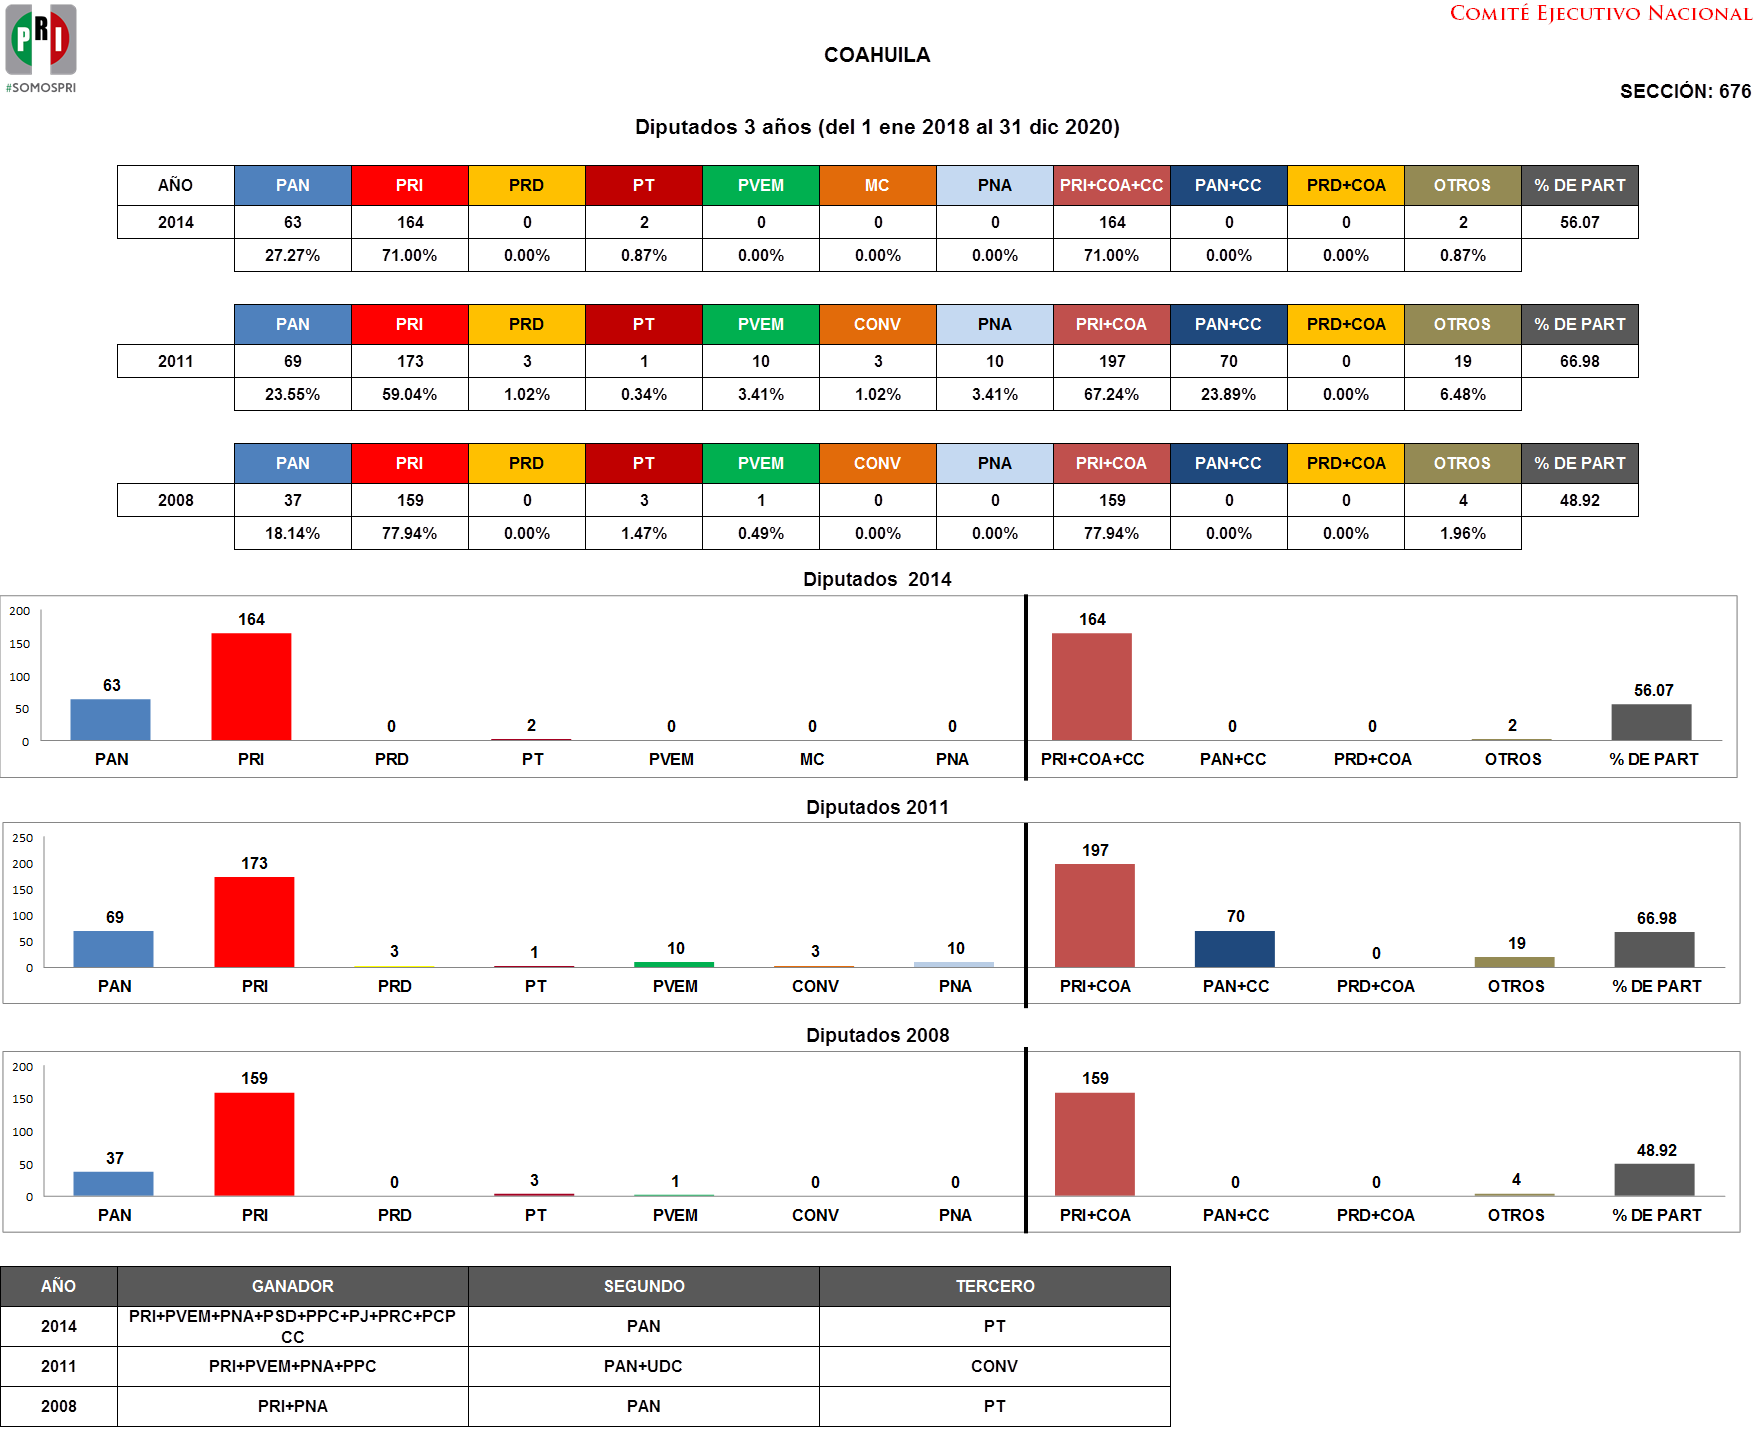 PRI
#SOMOSPRI
COMITÉ EJECUTIVO NACIONAL
COAHUILA
SECCIÓN: 676
Diputados 3 años (del 1 ene 2018 al 31 dic 2020)
AÑO PAN PRI PRD PT PVEM MC PNA PRI+COA+CC PAN+CC PRD+COA OTROS % DE PART
2014 63 164 0 2 0 0 0 164 0 0 2 56.07
27.27% 71.00% 0.00% 0.87% 0.00% 0.00% 0.00% 71.00% 0.00% 0.00% 0.87%
PAN PRI PRD PT PVEM CONV PNA PRI+COA PAN+CC PRD+COA OTROS % DE PART
2011 69 173 3 1 10 3 10 197 70 0 19 66.98
23.55% 59.04% 1.02% 0.34% 3.41% 1.02% 3.41% 67.24% 23.89% 0.00% 6.48%
PAN PRI PRD PT PVEM CONV PNA PRI+COA PAN+CC PRD+COA OTROS % DE PART
2008 37 159 0 3 1 0 0 159 0 0 4 48.92
18.14% 77.94% 0.00% 1.47% 0.49% 0.00% 0.00% 77.94% 0.00% 0.00% 1.96%
Diputados 2014
200
150
100
50
0
63 164 0 2 0 0 0 164 0 0 2 56.07
PAN PRI PRD PT PVEM MC PNA PRI+COA+CC PAN+CC PRD+COA OTROS % DE PART
Diputados 2011
250
200
150
100
50
0
69 173 3 1 10 3 10 197 70 0 19 66.98
PAN PRI PRD PT PVEM CONV PNA PRI+COA PAN+CC PRD+COA OTROS % DE PART
Diputados 2008
200
150
100
50
0
37 159 0 3 1 0 0 159 0 0 4 48.92
PAN PRI PRD PT PVEM CONV PNA PRI+COA PAN+CC PRD+COA OTROS % DE PART
AÑO GANADOR SEGUNDO TERCERO
2014 PRI+PVEM+PNA+PSD+PPC+PJ+PRC+PCP CC PAN PT
2011 PRI+PVEM+PNA+PPC PAN+UDC CONV
2008 PRI+PNA PAN PT